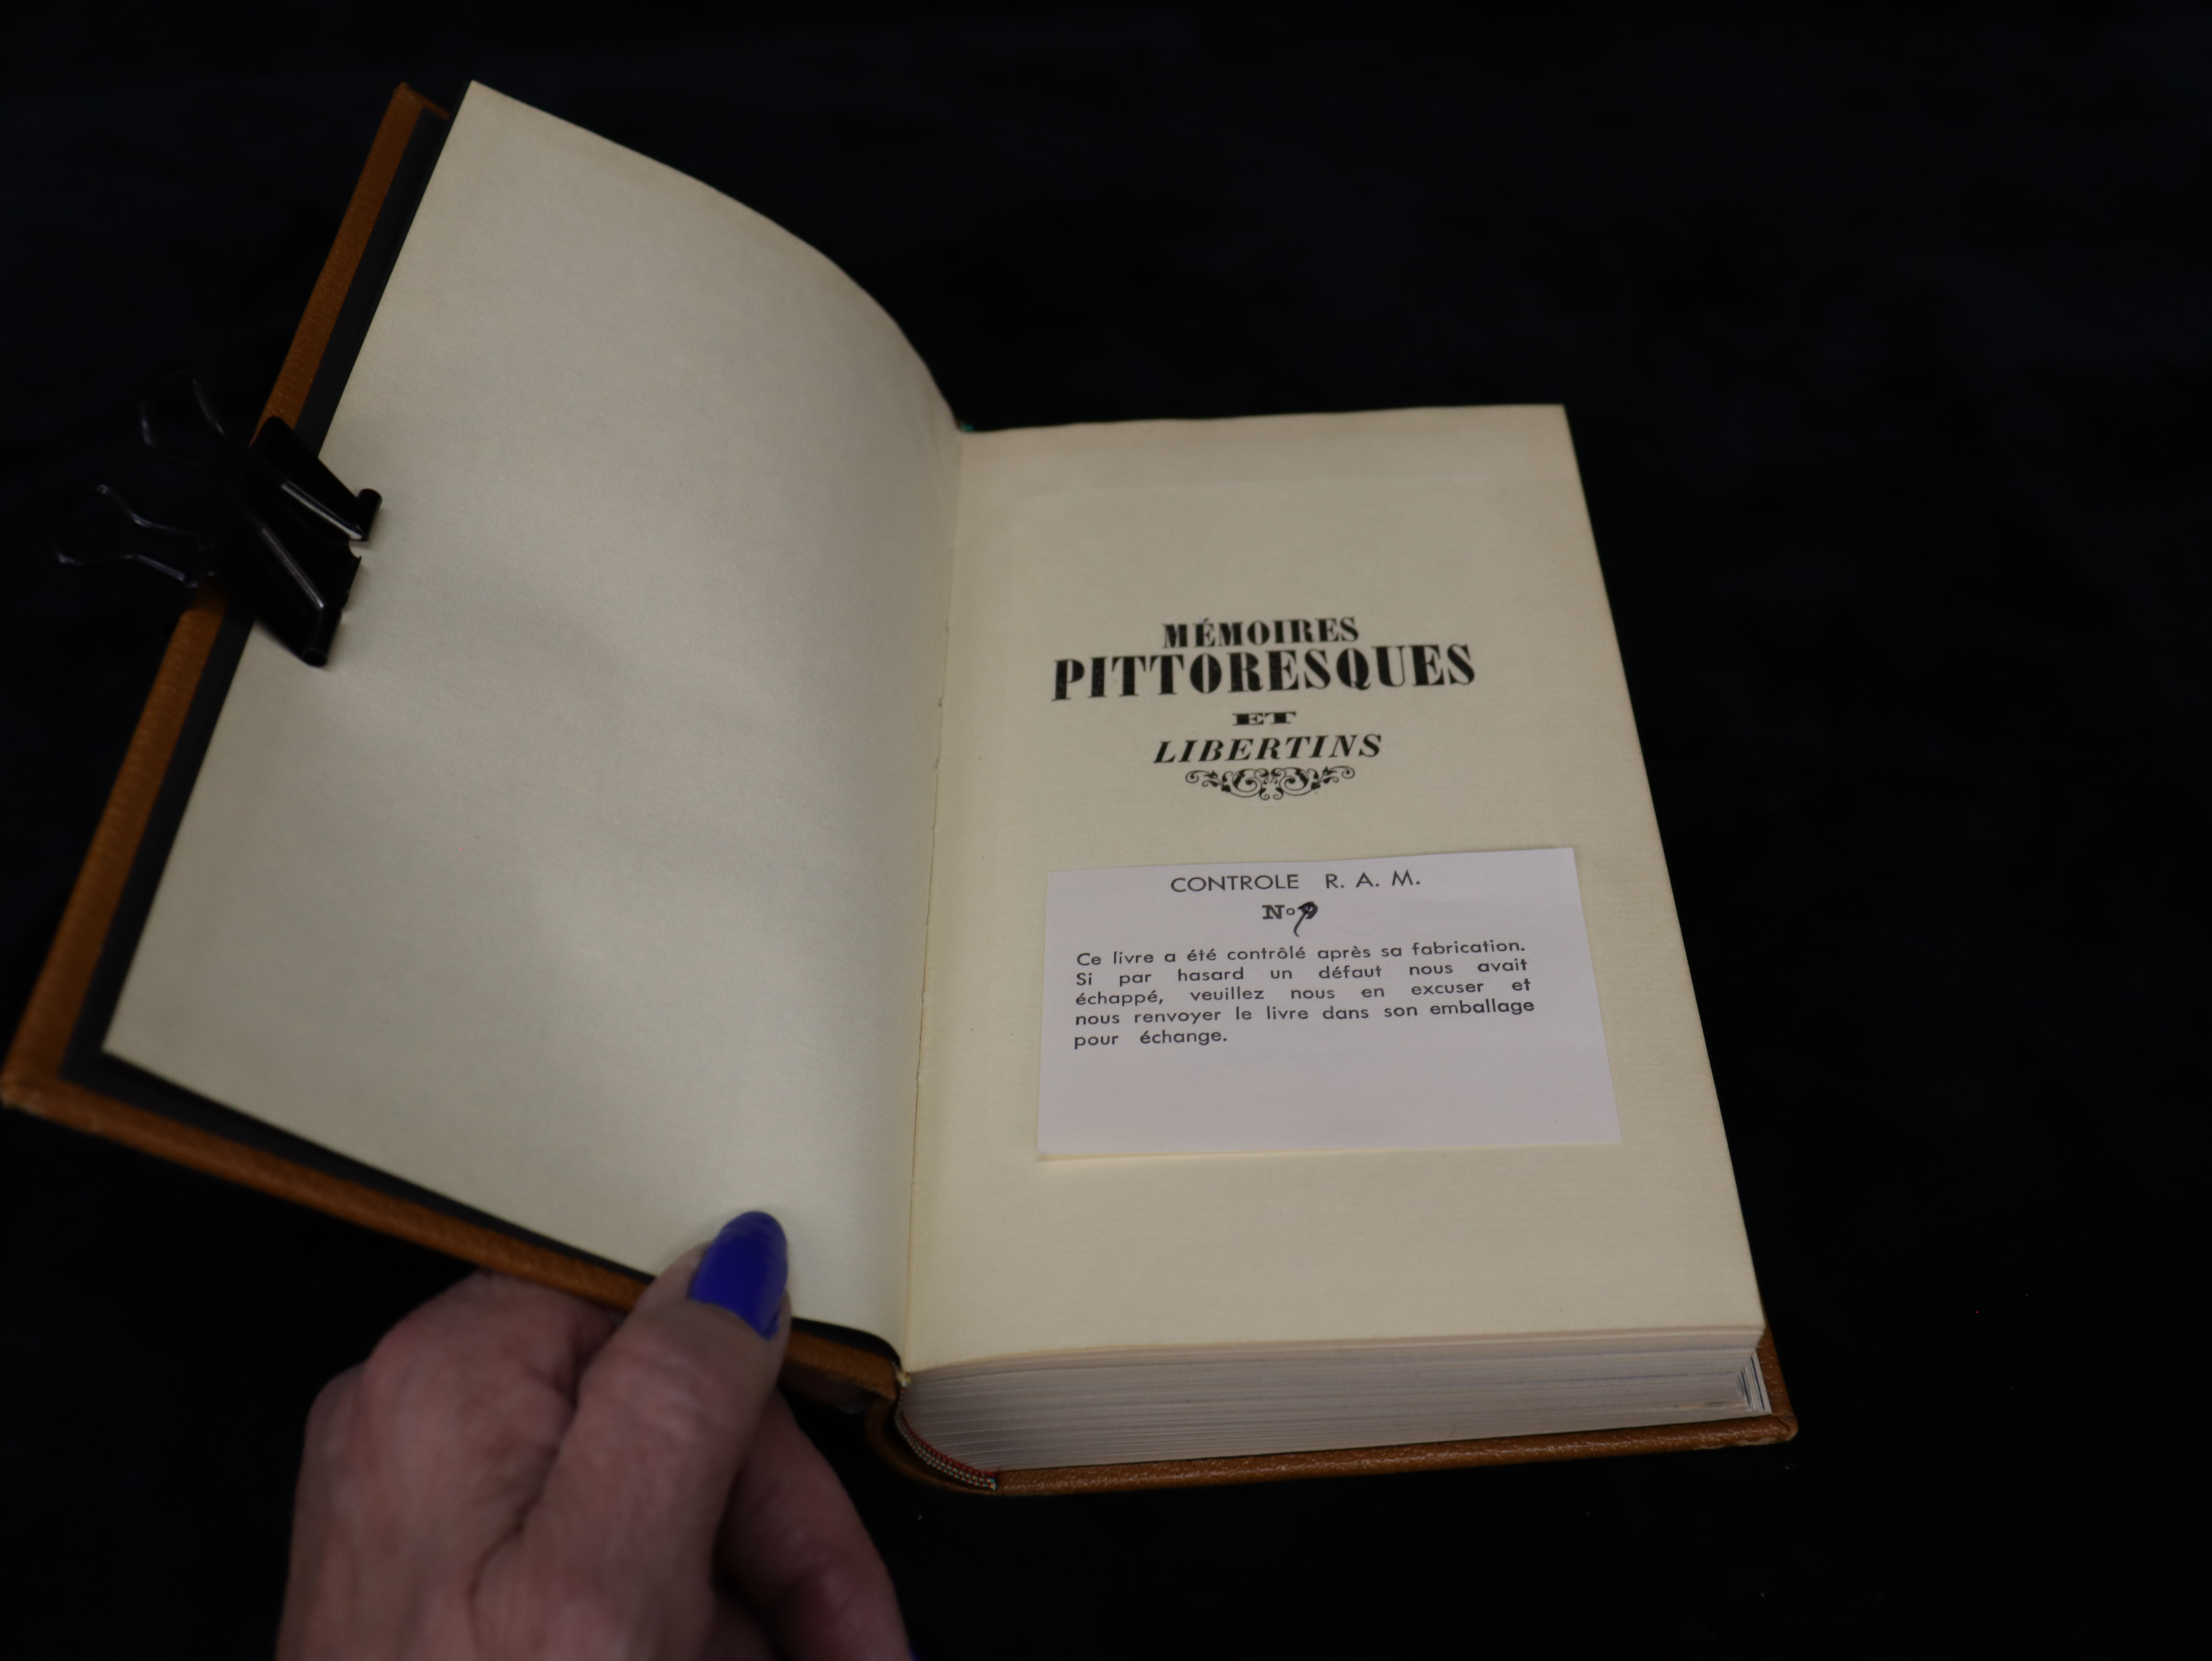 MÉMOIRES
PITTORESQUES
ET
LIBERTINS
CONTROLE R. A. M.
No
Ce livre a été contrôlé après sa fabrication.
Si par hasard un défaut nous avait
échappé, veuillez nous en excuser et
nous renvoyer le livre dans son emballage
pour échange.